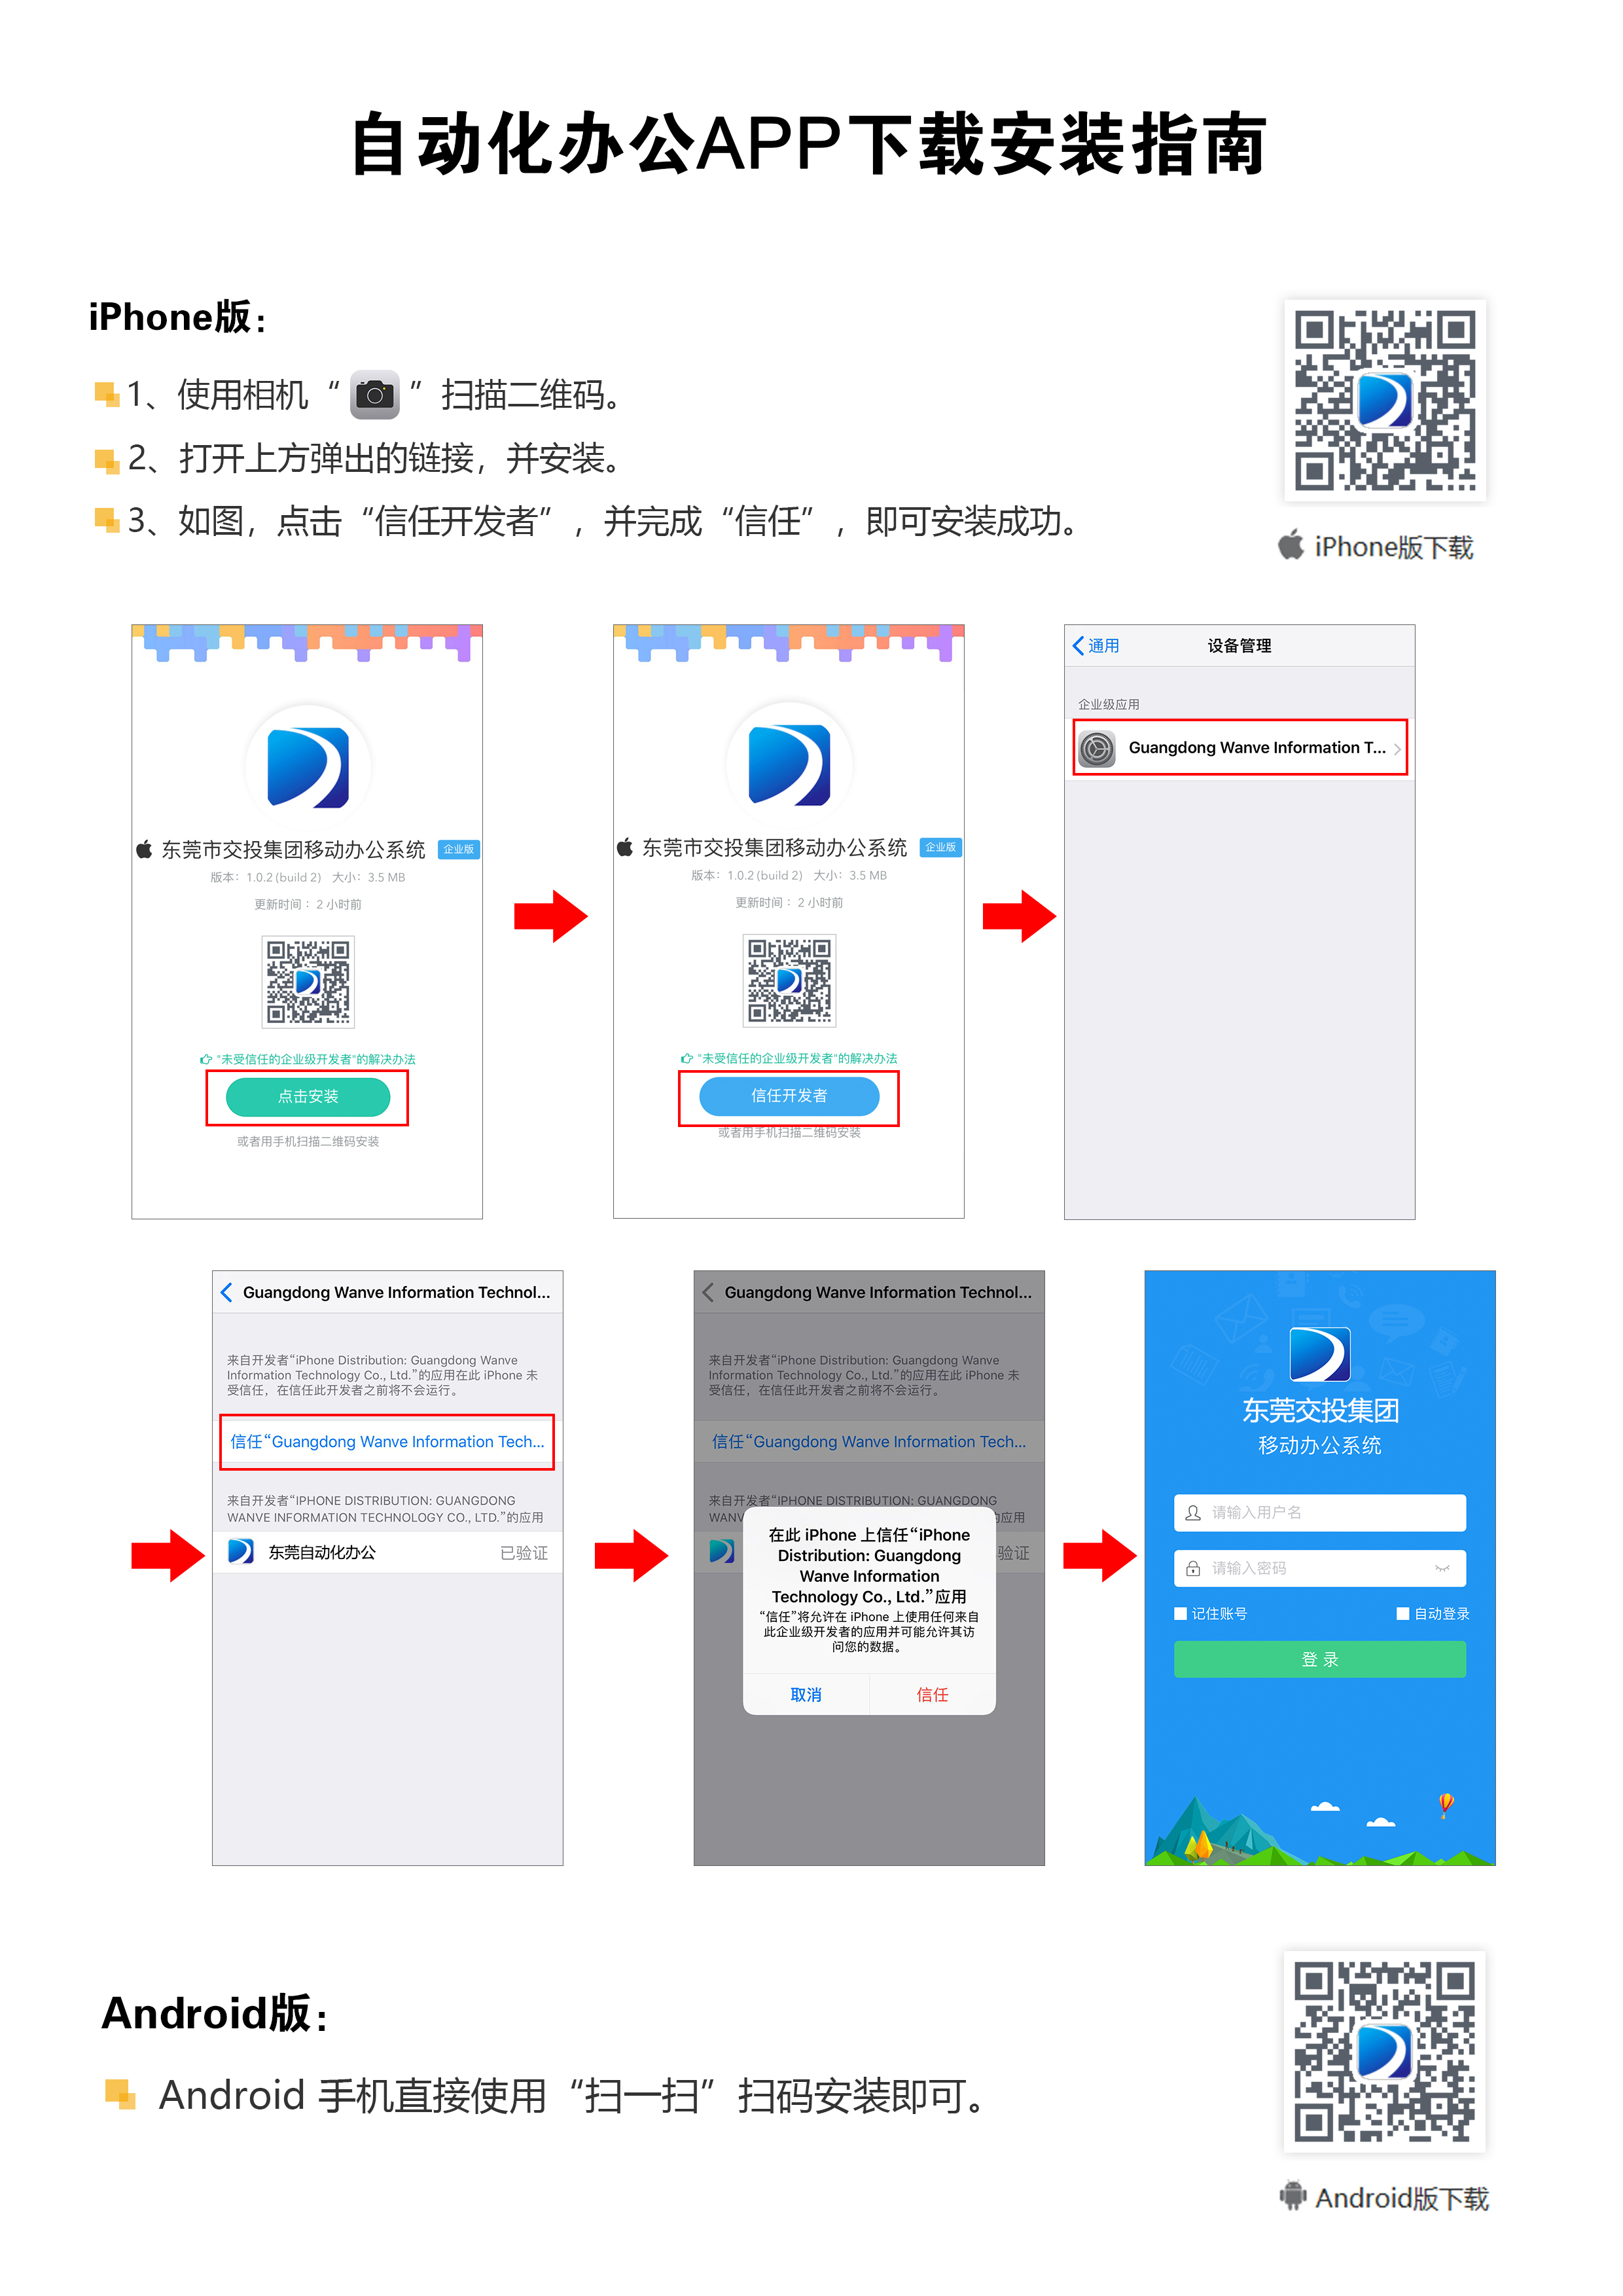 自动化办公APP下载安装指南
iPhone版：
1、使用相机“ ”扫描二维码。
2、打开上方弹出的链接，并安装。
3、如图，点击“信任开发者”，并完成“信任”，即可安装成功。
iPhone版下载
东莞市交投集团移动办公系统 企业版
版本：1.0.2 (build 2) 大小：3.5 MB
更新时间：2 小时前
"未受信任的企业级开发者"的解决办法
点击安装
或者用手机扫描二维码安装
东莞市交投集团移动办公系统 企业版
版本：1.0.2 (build 2) 大小：3.5 MB
更新时间：2 小时前
"未受信任的企业级开发者"的解决办法
信任开发者
或者用手机扫描二维码安装
通用 设备管理
企业级应用
Guangdong Wanve Information T...
Guangdong Wanve Information Technol...
来自开发者“iPhone Distribution: Guangdong Wanve
Information Technology Co., Ltd.”的应用在此 iPhone 未
受信任，在信任此开发者之前将不会运行。
信任“Guangdong Wanve Information Tech...
来自开发者“IPHONE DISTRIBUTION: GUANGDONG
WANVE INFORMATION TECHNOLOGY CO., LTD.”的应用
东莞自动化办公 已验证
Guangdong Wanve Information Technol...
来自开发者“iPhone Distribution: Guangdong Wanve
Information Technology Co., Ltd.”的应用在此 iPhone 未
受信任，在信任此开发者之前将不会运行。
信任“Guangdong Wanve Information Tech...
来自开发者“IPHONE DISTRIBUTION: GUANGDONG
WANV 的应用
验证
在此 iPhone 上信任“iPhone
Distribution: Guangdong
Wanve Information
Technology Co., Ltd.”应用
“信任”将允许在 iPhone 上使用任何来自
此企业级开发者的应用并可能允许其访
问您的数据。
取消 信任
东莞交投集团
移动办公系统
请输入用户名
请输入密码
记住账号 自动登录
登 录
Android版：
Android 手机直接使用“扫一扫”扫码安装即可。
Android版下载